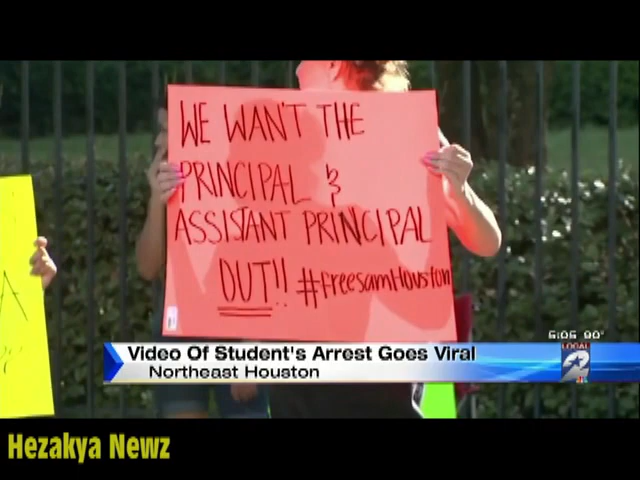 WE WAN'T THE
PRINCIPAL &
ASSISTANT PRINCIPAL
OUT!! #FreesamHouston
A
6:06 90°
LOCAL
2
Video Of Student's Arrest Goes Viral
Northeast Houston
Hezakya Newz